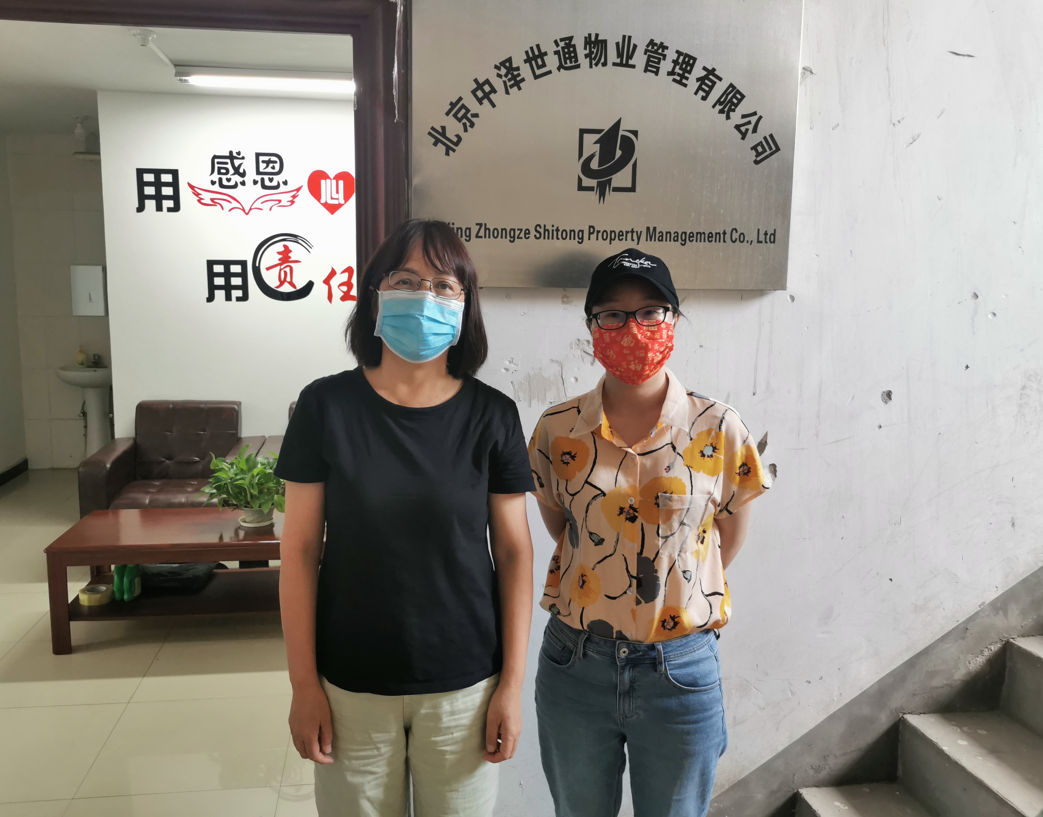 北京中泽世通物业管理有限公司
Zhongze Shitong Property Management Co., Ltd
用 感恩 心
用 责 任